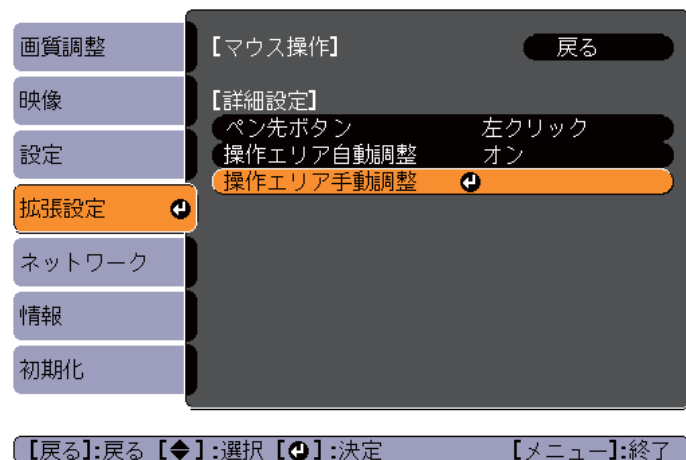 画質調整
映像
設定
拡張設定
ネットワーク
情報
初期化
【マウス操作】 戻る
【詳細設定】
ペン先ボタン 左クリック
操作エリア自動調整 オン
操作エリア手動調整
【戻る】:戻る 【◆】:選択 【⏎】:決定 【メニュー】:終了